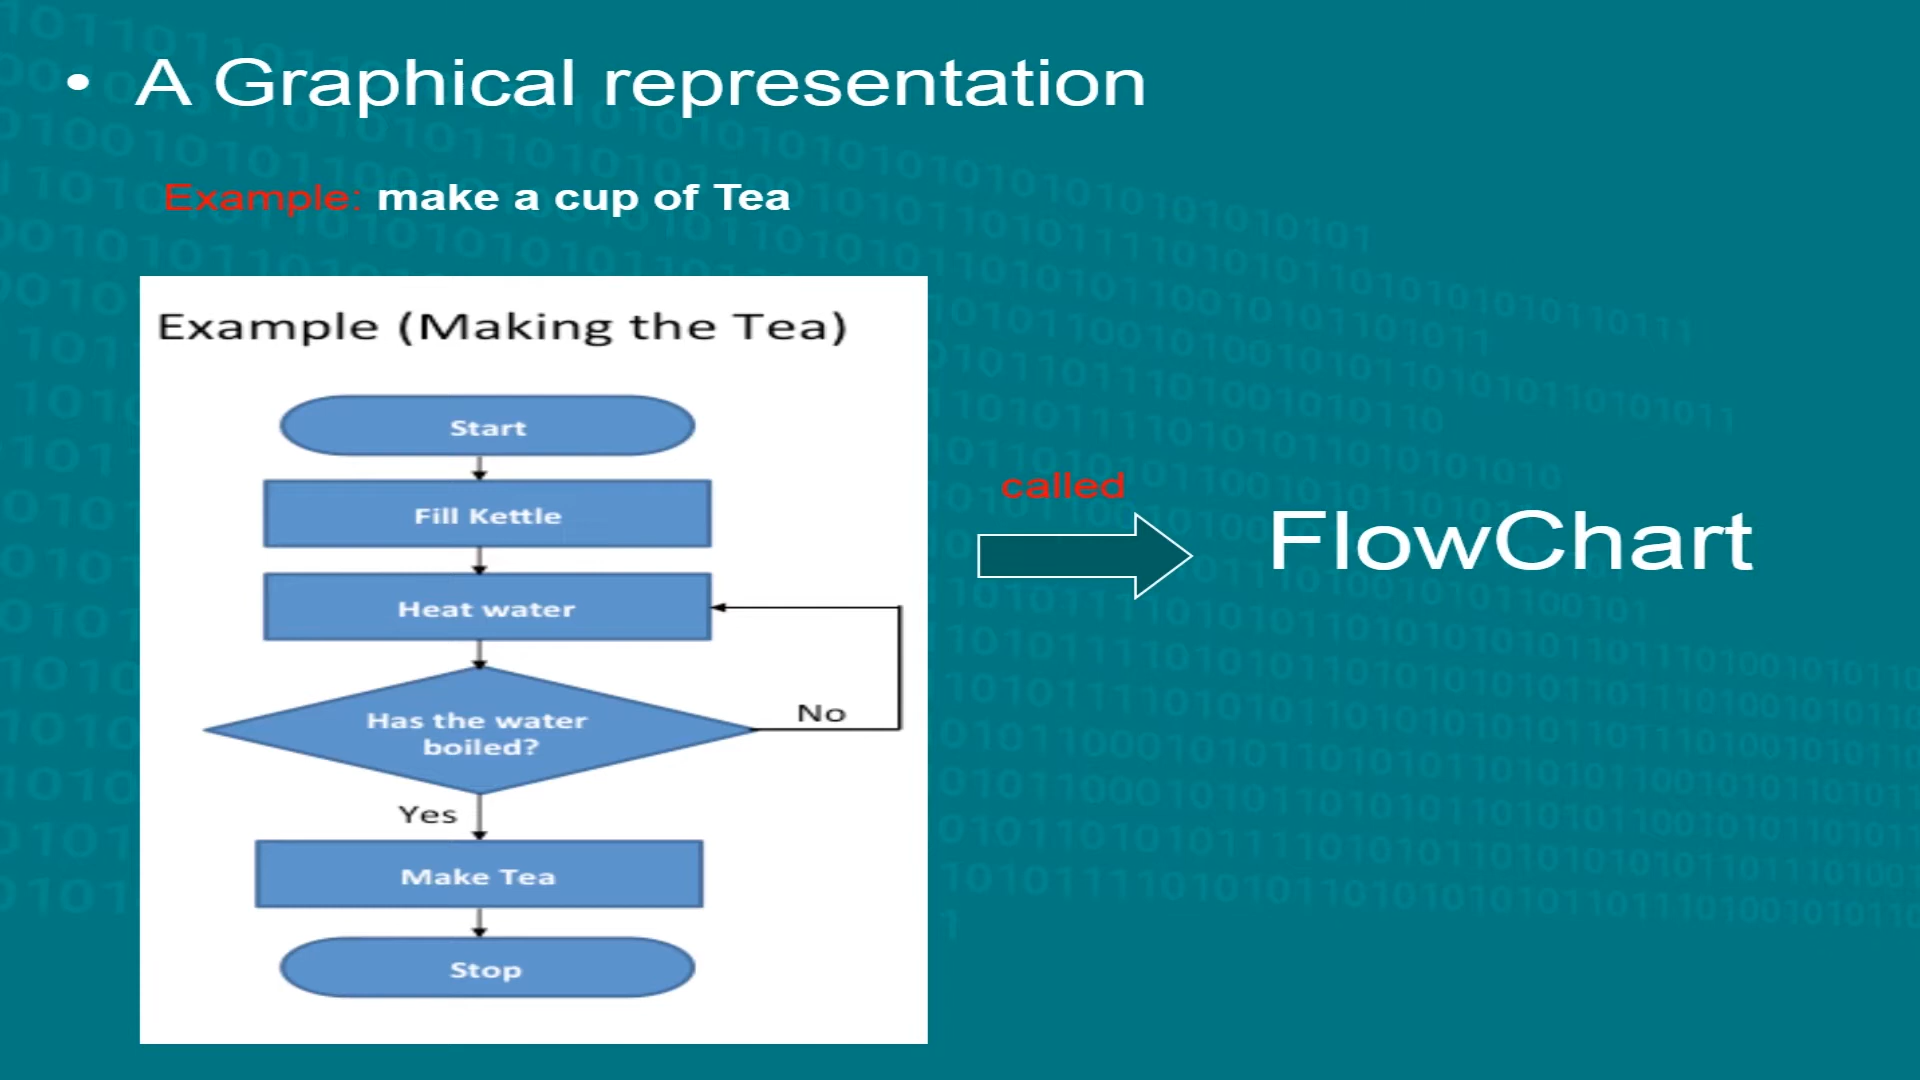 • A Graphical representation
Example: make a cup of Tea
Example (Making the Tea)
Start
Fill Kettle
Heat water
Has the water
boiled?
No
Yes
Make Tea
Stop
called
FlowChart